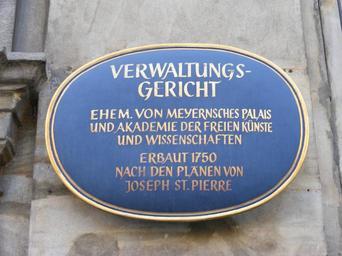 VERWALTUNGS-
GERICHT
EHEM. VON MEYERNSCHES PALAIS
UND AKADEMIE DER FREIEN KÜNSTE
UND WISSENSCHAFTEN
ERBAUT 1750
NACH DEN PLÄNEN VON
JOSEPH ST. PIERRE